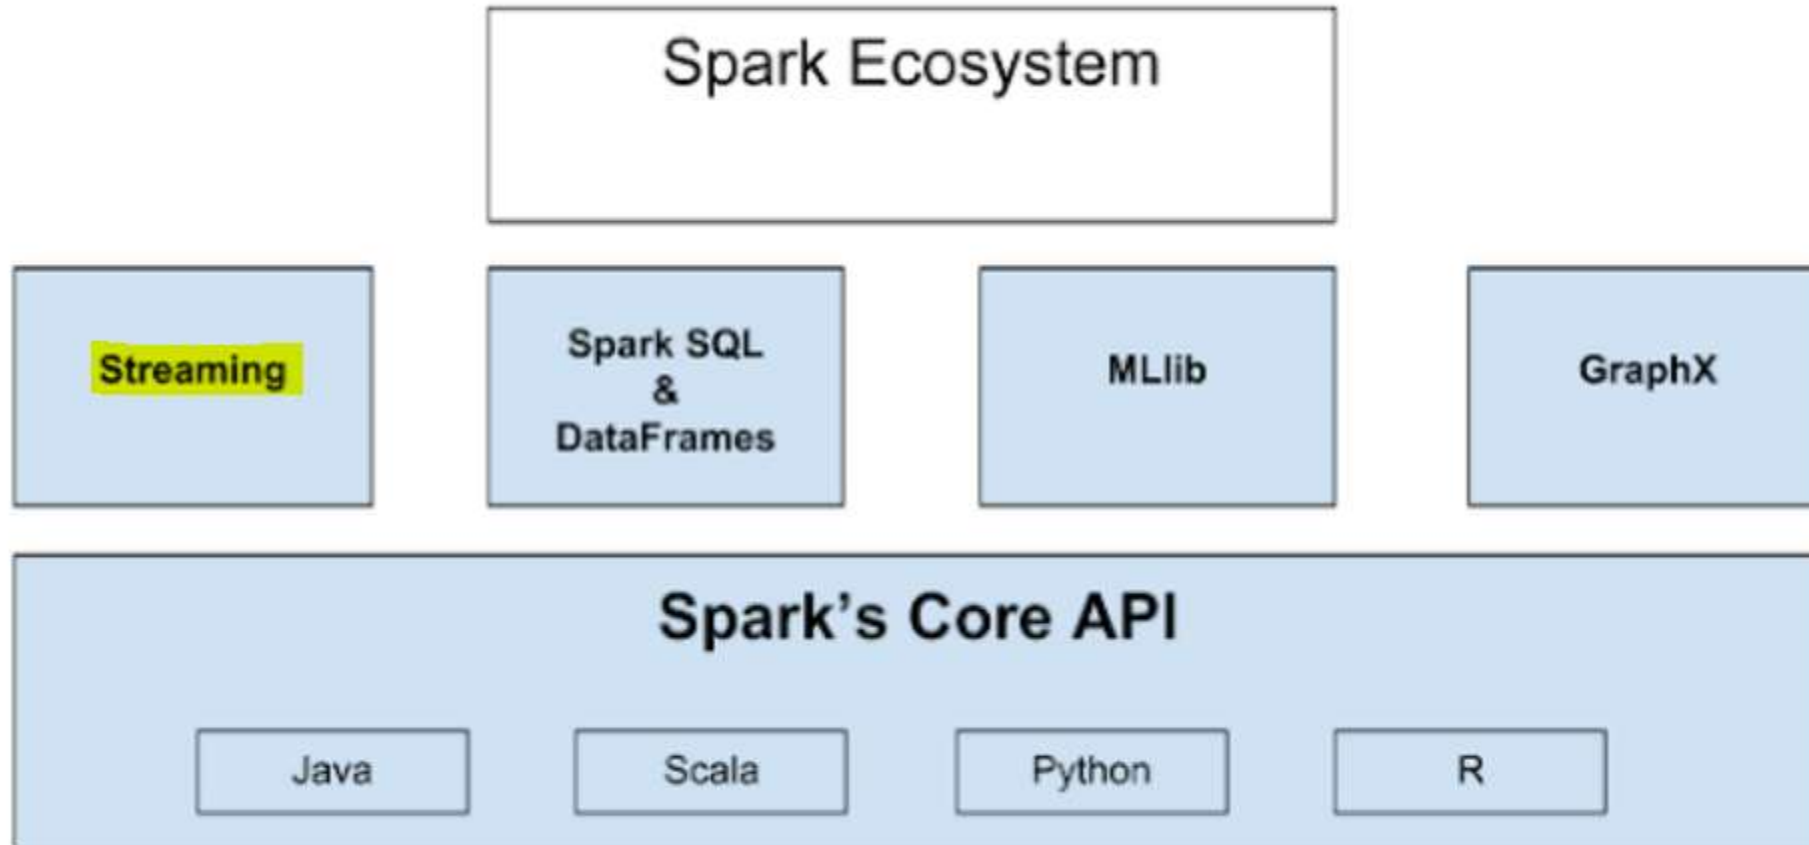 Spark Ecosystem
Streaming
Spark SQL
&
DataFrames
MLlib
GraphX
Spark’s Core API
Java
Scala
Python
R